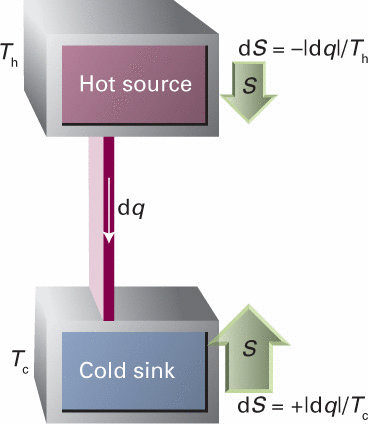 T_h
dS = –|dq|/T_h
Hot source
S
dq
S
T_c
Cold sink
dS = +|dq|/T_c